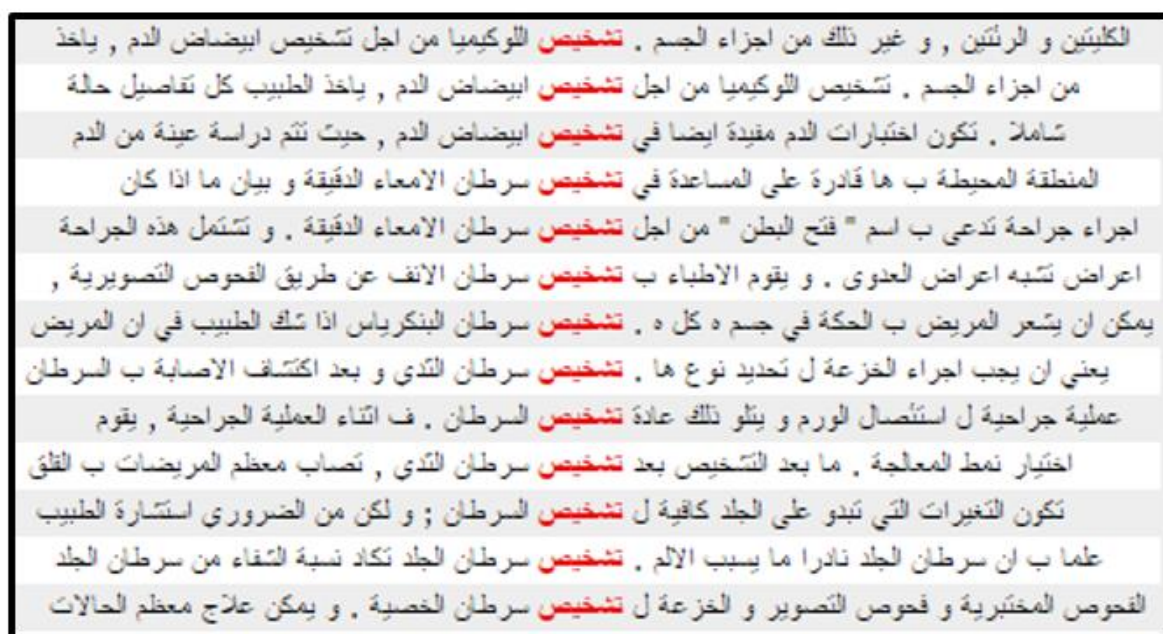 الكليتين و الرئتين , و غير ذلك من اجزاء الجسم . تشخيص اللوكيميا من اجل تشخيص ابيضاض الدم , ياخذ
من اجزاء الجسم . تشخيص اللوكيميا من اجل تشخيص ابيضاض الدم , ياخذ الطبيب كل تفاصيل حالة
شاملا . تكون اختبارات الدم مفيدة ايضا في تشخيص ابيضاض الدم , حيث تتم دراسة عينة من الدم
المنطقة المحيطة ب ها قادرة على المساعدة في تشخيص سرطان الامعاء الدقيقة و بيان ما اذا كان
اجراء جراحة تدعى ب اسم " فتح البطن " من اجل تشخيص سرطان الامعاء الدقيقة . و تشتمل هذه الجراحة
اعراض تشبه اعراض العدوى . و يقوم الاطباء ب تشخيص سرطان الانف عن طريق الفحوص التصويرية ,
يمكن ان يشعر المريض ب الحكة في جسم ه كل ه . تشخيص سرطان البنكرياس اذا شك الطبيب في ان المريض
يعني ان يجب اجراء الخزعة ل تحديد نوع ها . تشخيص سرطان الثدي و بعد اكتشاف الاصابة ب السرطان
عملية جراحية ل استئصال الورم و يتلو ذلك عادة تشخيص السرطان . ف اثناء العملية الجراحية , يقوم
اختيار نمط المعالجة . ما بعد التشخيص بعد تشخيص سرطان الثدي , تصاب معظم المريضات ب القلق
تكون التغيرات التي تبدو على الجلد كافية ل تشخيص السرطان ; و لكن من الضروري استشارة الطبيب
علما ب ان سرطان الجلد نادرا ما يسبب الالم . تشخيص سرطان الجلد تكاد نسبة الشفاء من سرطان الجلد
الفحوص المختبرية و فحوص التصوير و الخزعة ل تشخيص سرطان الخصية . و يمكن علاج معظم الحالات